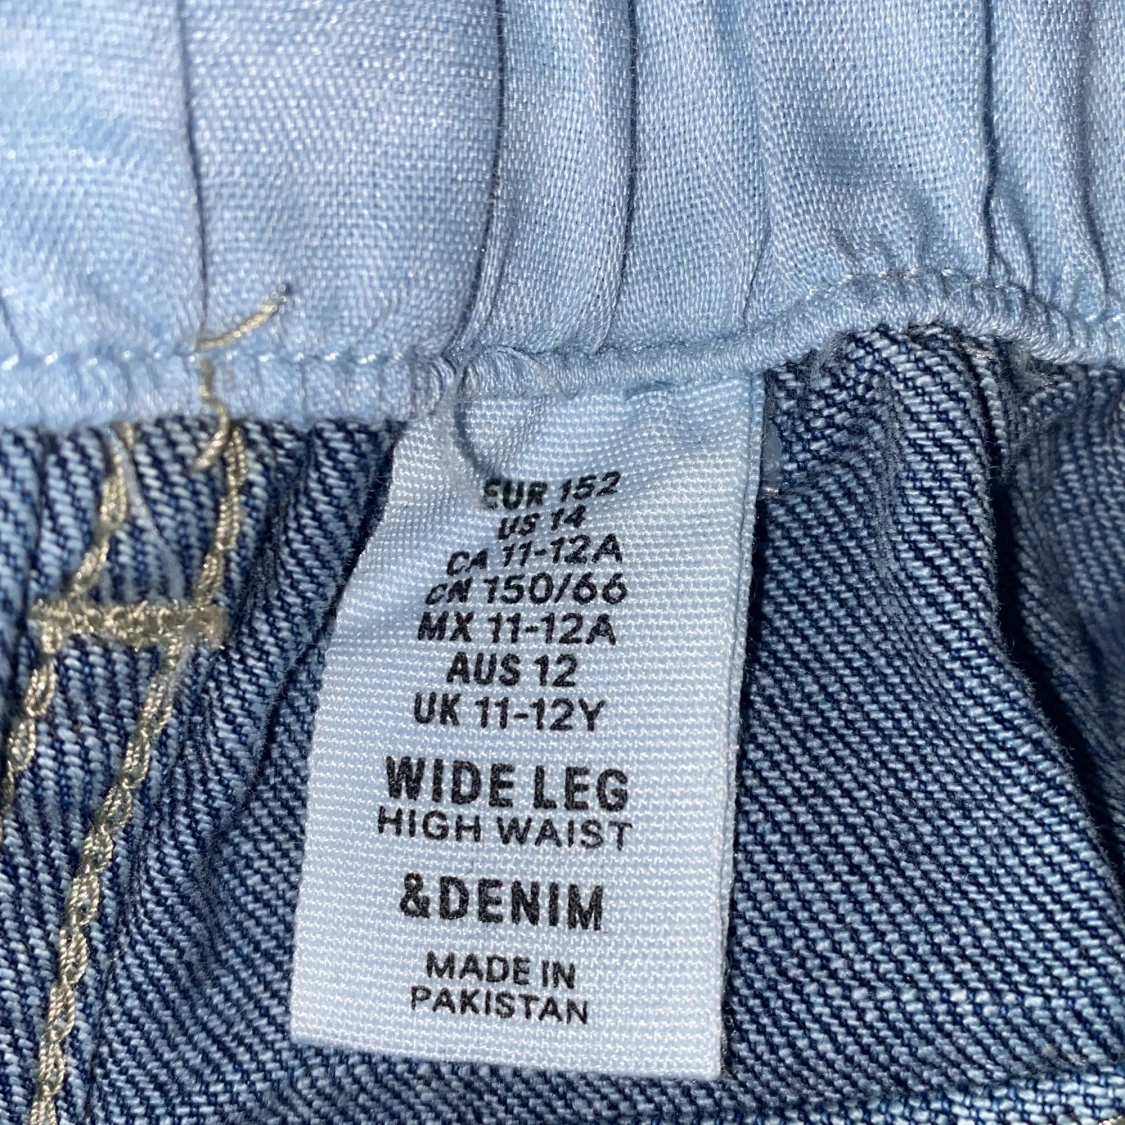 EUR 152
US 14
CA 11-12A
CN 150/66
MX 11-12A
AUS 12
UK 11-12Y
WIDE LEG
HIGH WAIST
&DENIM
MADE IN
PAKISTAN